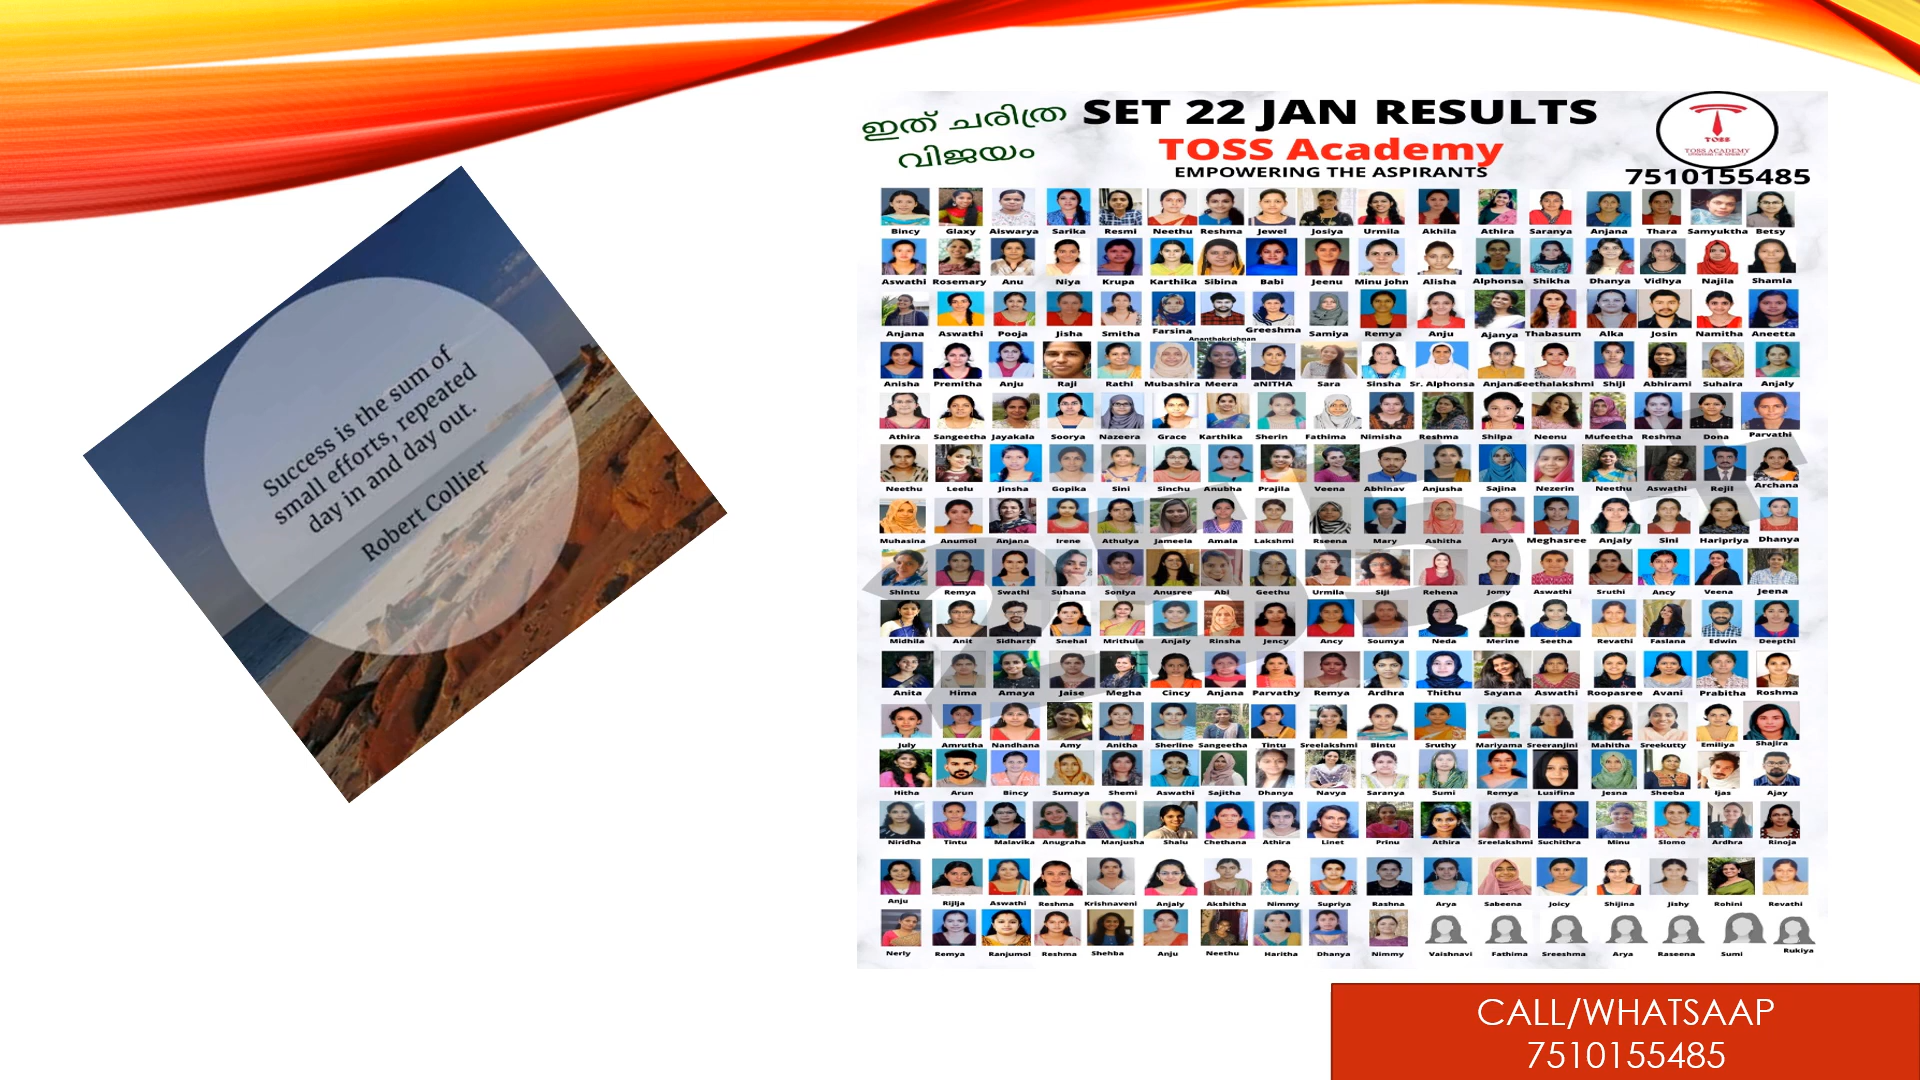 Success is the sum of
small efforts, repeated
day in and day out.
Robert Collier
ഇത് ചരിത്ര
വിജയം
SET 22 JAN RESULTS
TOSS Academy
EMPOWERING THE ASPIRANTS
TOSS
TOSS ACADEMY
7510155485
Bincy Glaxy Aiswarya Sarika Resmi Neethu Reshma Jewel Josiya Urmila Akhila Athira Saranya Anjana Thara Samyuktha Betsy
Aswathi Rosemary Anu Niya Krupa Karthika Sibina Babi Jeenu Minu john Alisha Alphonsa Shikha Dhanya Vidhya Najila Shamla
Anjana Aswathi Pooja Jisha Smitha Farsina Ananthakrishnan Greeshma Samiya Remya Anju Ajanya Thabasum Alka Josin Namitha Aneetta
Anisha Premitha Anju Raji Rathi Mubashira Meera aNITHA Sara Sinsha Sr. Alphonsa Anjana Seethalakshmi Shiji Abhirami Suhaira Anjaly
Athira Sangeetha Jayakala Soorya Nazeera Grace Karthika Sherin Fathima Nimisha Reshma Shilpa Neenu Mufeetha Reshma Dona Parvathi
Neethu Leelu Jinsha Gopika Sini Sinchu Anubha Prajila Veena Abhinav Anjusha Sajina Nezerin Neethu Aswathi Rejil Archana
Muhasina Anumol Anjana Irene Athulya Jameela Amala Lakshmi Rseena Mary Ashitha Arya Meghasree Anjaly Sini Haripriya Dhanya
Shintu Remya Swathi Suhana Soniya Anusree Abi Geethu Urmila Siji Rehena Jomy Aswathi Sruthi Ancy Veena Jeena
Midhila Anit Sidharth Snehal Mrithula Anjaly Rinsha Jency Ancy Soumya Neda Merine Seetha Revathi Faslana Edwin Deepthi
Anita Hima Amaya Jaise Megha Cincy Anjana Parvathy Remya Ardhra Thithu Sayana Aswathi Roopasree Avani Prabitha Roshma
July Amrutha Nandhana Amy Anitha Sherline Sangeetha Tintu Sreelakshmi Bintu Sruthy Mariyama Sreeranjini Mahitha Sreekutty Emiliya Shajira
Hitha Arun Bincy Sumaya Shemi Aswathi Sajitha Dhanya Navya Saranya Sumi Remya Lusifina Jesna Sheeba Ijas Ajay
Niridha Tintu Malavika Anugraha Manjusha Shalu Chethana Athira Linet Prinu Athira Sreelakshmi Suchithra Minu Slomo Ardhra Rinoja
Anju Rijija Aswathi Reshma Krishnaveni Anjaly Akshitha Nimmy Supriya Rashna Arya Sabeena Joicy Shijina Jishy Rohini Revathi
Nerly Remya Ranjumol Reshma Shehba Anju Neethu Haritha Dhanya Nimmy Vaishnavi Fathima Sreeshma Arya Raseena Sumi Rukiya
CALL/WHATSAAP
7510155485